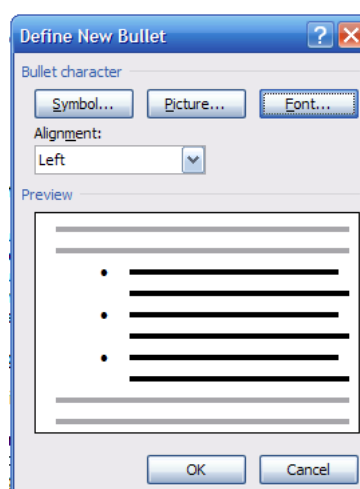 Define New Bullet
Bullet character
Symbol... Picture... Font...
Alignment:
Left
Preview
OK Cancel